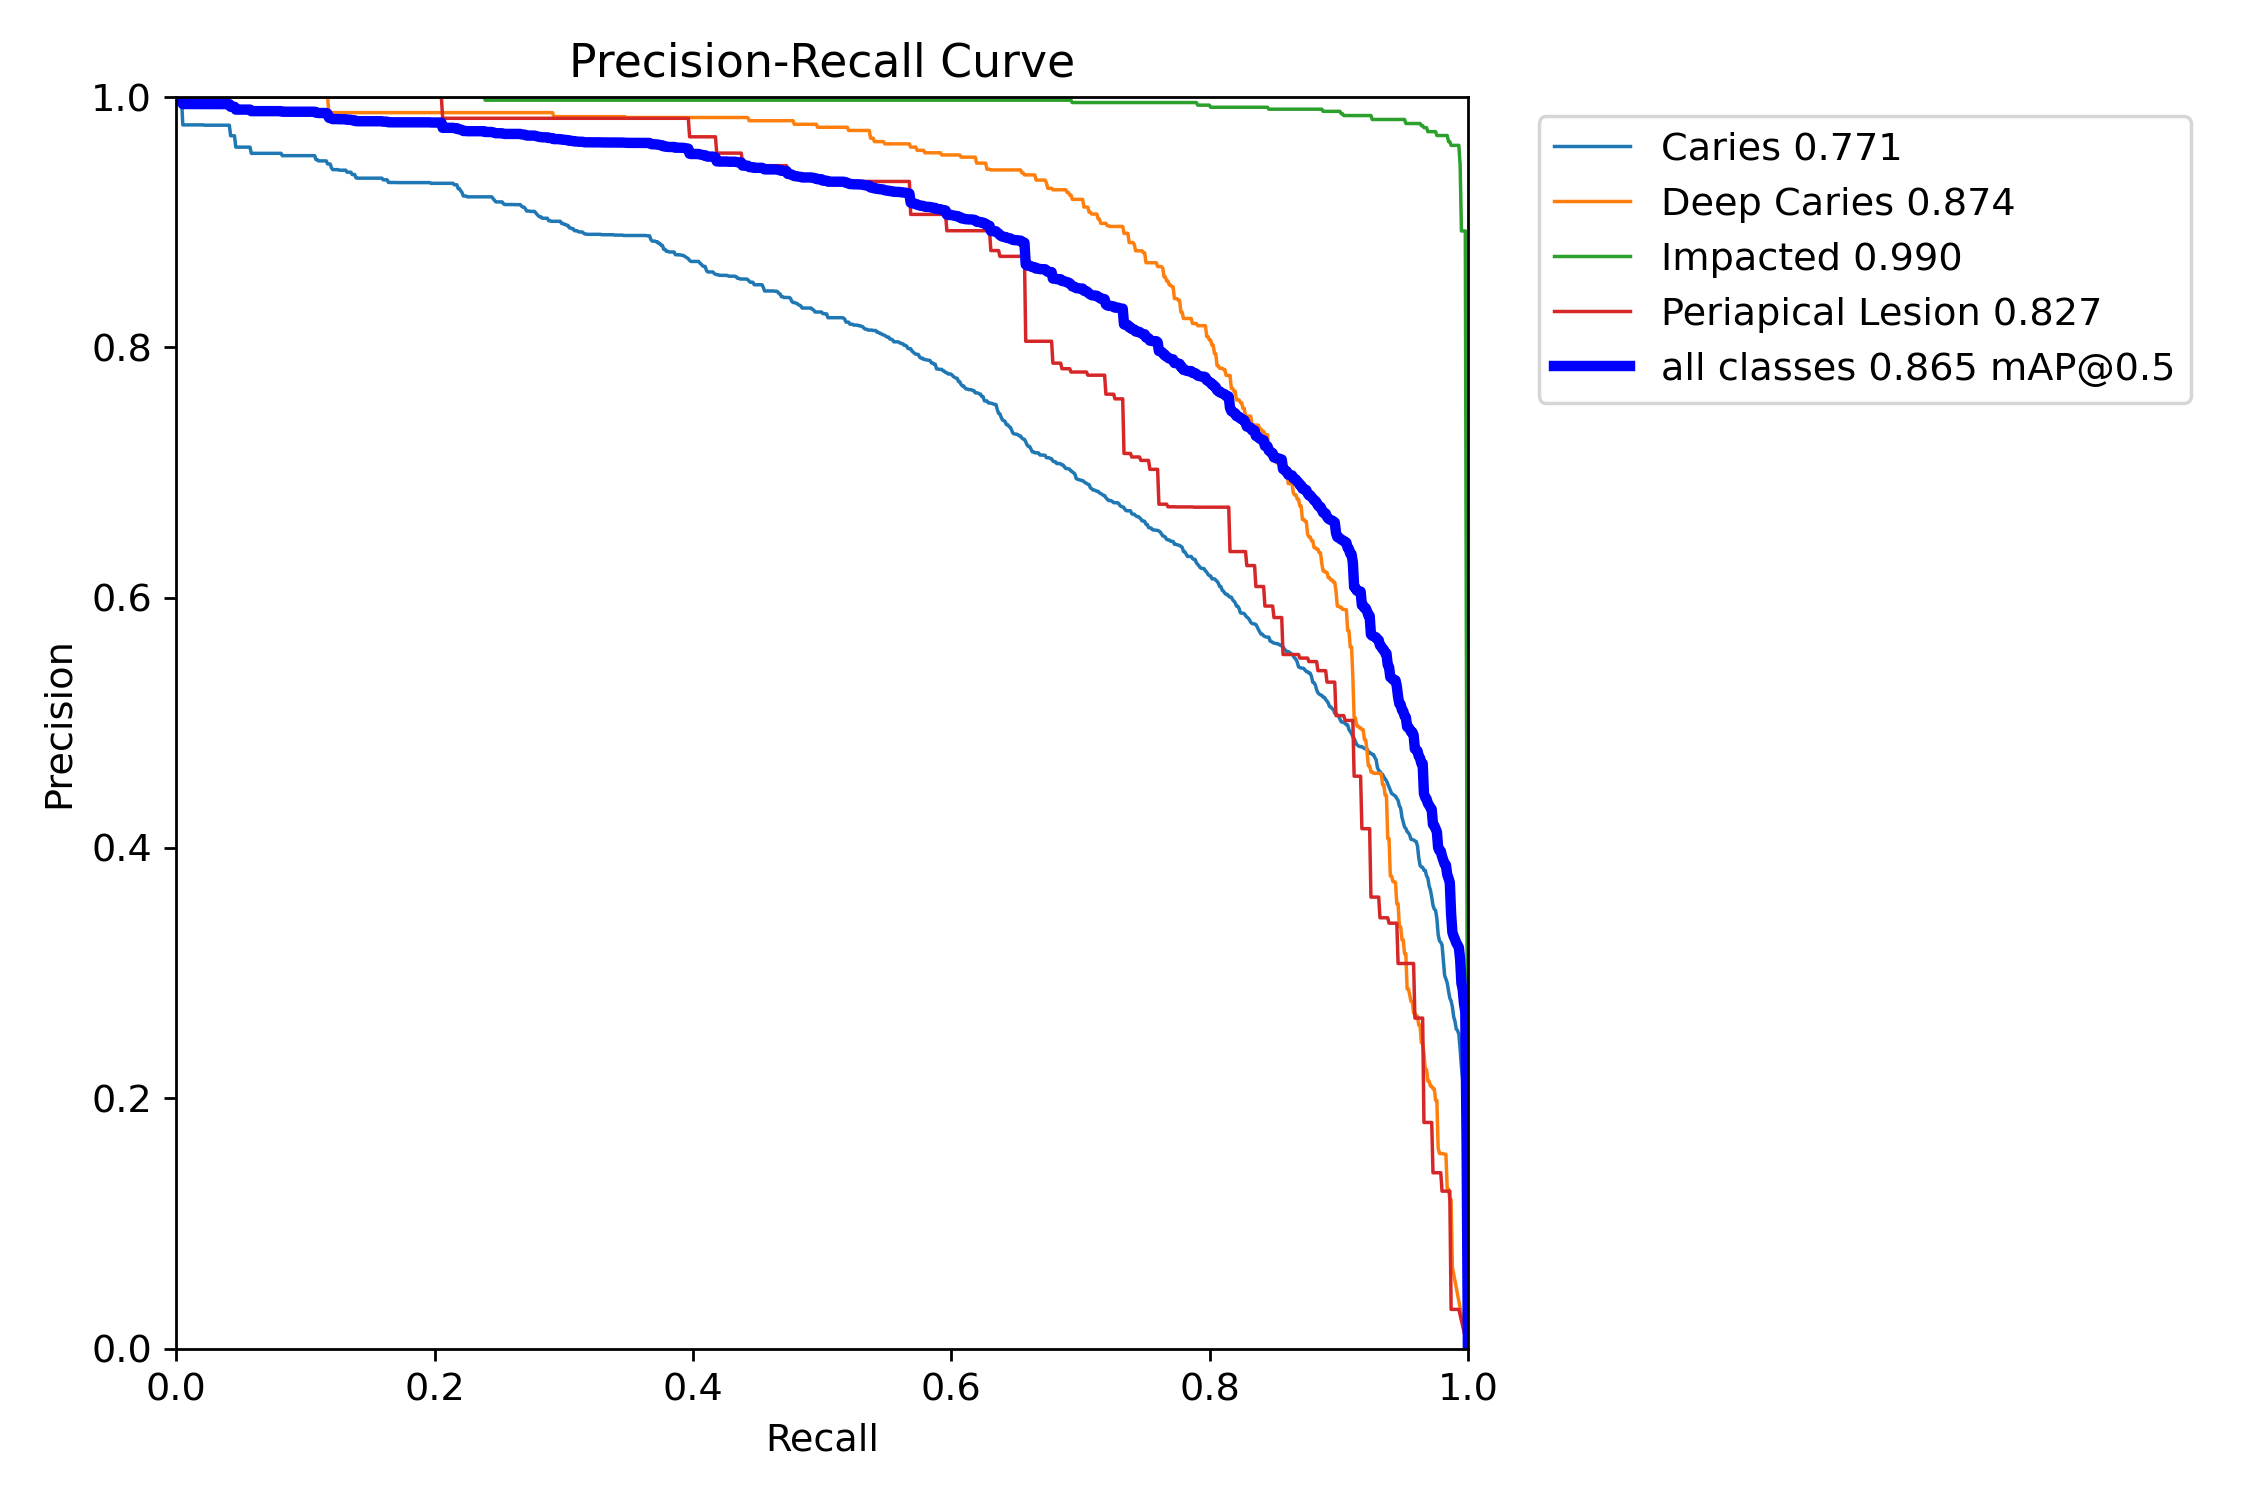 Precision-Recall Curve
1.0
0.8
0.6
0.4
0.2
0.0
Precision
0.0 0.2 0.4 0.6 0.8 1.0
Recall
Caries 0.771
Deep Caries 0.874
Impacted 0.990
Periapical Lesion 0.827
all classes 0.865 mAP@0.5